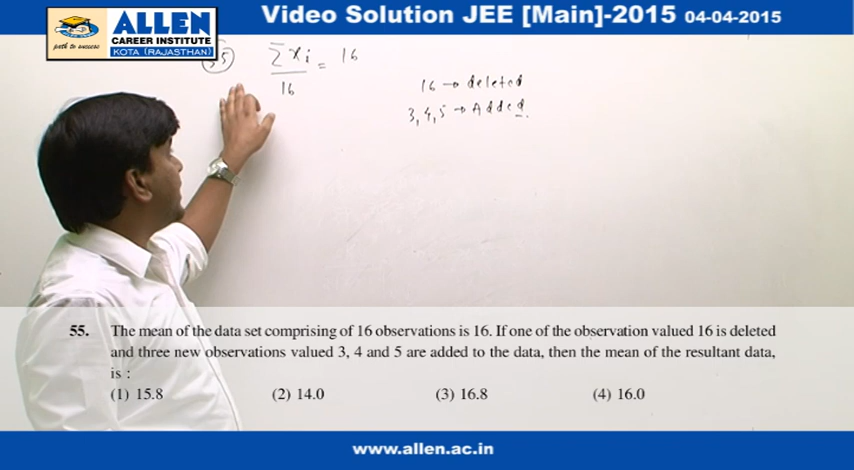 Video Solution JEE [Main]-2015 04-04-2015
path to success
ALLEN
CAREER INSTITUTE
KOTA (RAJASTHAN)
55 Σxi/16 = 16
16 → deleted
3, 4, 5 → Added.
55. The mean of the data set comprising of 16 observations is 16. If one of the observation valued 16 is deleted
and three new observations valued 3, 4 and 5 are added to the data, then the mean of the resultant data,
is :
(1) 15.8 (2) 14.0 (3) 16.8 (4) 16.0
www.allen.ac.in